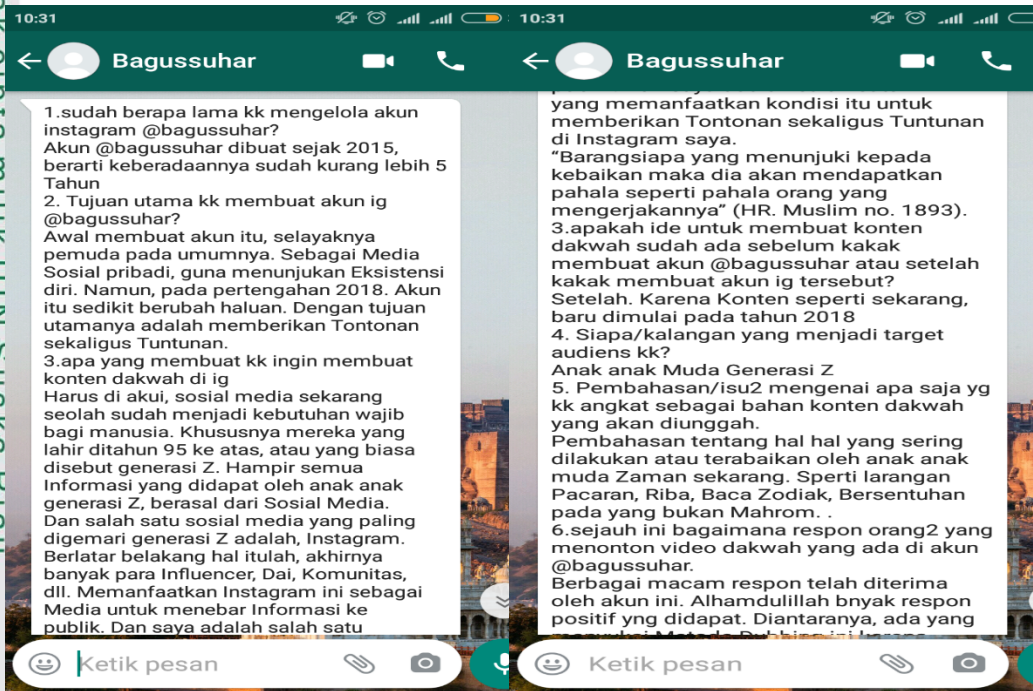 10:31
Bagussuhar
1.sudah berapa lama kk mengelola akun
instagram @bagussuhar?
Akun @bagussuhar dibuat sejak 2015,
berarti keberadaannya sudah kurang lebih 5
Tahun
2. Tujuan utama kk membuat akun ig
@bagussuhar?
Awal membuat akun itu, selayaknya
pemuda pada umumnya. Sebagai Media
Sosial pribadi, guna menunjukan Eksistensi
diri. Namun, pada pertengahan 2018. Akun
itu sedikit berubah haluan. Dengan tujuan
utamanya adalah memberikan Tontonan
sekaligus Tuntunan.
3.apa yang membuat kk ingin membuat
konten dakwah di ig
Harus di akui, sosial media sekarang
seolah sudah menjadi kebutuhan wajib
bagi manusia. Khususnya mereka yang
lahir ditahun 95 ke atas, atau yang biasa
disebut generasi Z. Hampir semua
Informasi yang didapat oleh anak anak
generasi Z, berasal dari Sosial Media.
Dan salah satu sosial media yang paling
digemari generasi Z adalah, Instagram.
Berlatar belakang hal itulah, akhirnya
banyak para Influencer, Dai, Komunitas,
dll. Memanfaatkan Instagram ini sebagai
Media untuk menebar Informasi ke
publik. Dan saya adalah salah satu
Ketik pesan
10:31
Bagussuhar
yang memanfaatkan kondisi itu untuk
memberikan Tontonan sekaligus Tuntunan
di Instagram saya.
“Barangsiapa yang menunjuki kepada
kebaikan maka dia akan mendapatkan
pahala seperti pahala orang yang
mengerjakannya” (HR. Muslim no. 1893).
3.apakah ide untuk membuat konten
dakwah sudah ada sebelum kakak
membuat akun @bagussuhar atau setelah
kakak membuat akun ig tersebut?
Setelah. Karena Konten seperti sekarang,
baru dimulai pada tahun 2018
4. Siapa/kalangan yang menjadi target
audiens kk?
Anak anak Muda Generasi Z
5. Pembahasan/isu2 mengenai apa saja yg
kk angkat sebagai bahan konten dakwah
yang akan diunggah.
Pembahasan tentang hal hal yang sering
dilakukan atau terabaikan oleh anak anak
muda Zaman sekarang. Sperti larangan
Pacaran, Riba, Baca Zodiak, Bersentuhan
pada yang bukan Mahrom. .
6.sejauh ini bagaimana respon orang2 yang
menonton video dakwah yang ada di akun
@bagussuhar.
Berbagai macam respon telah diterima
oleh akun ini. Alhamdulillah bnyak respon
positif yng didapat. Diantaranya, ada yang
Ketik pesan